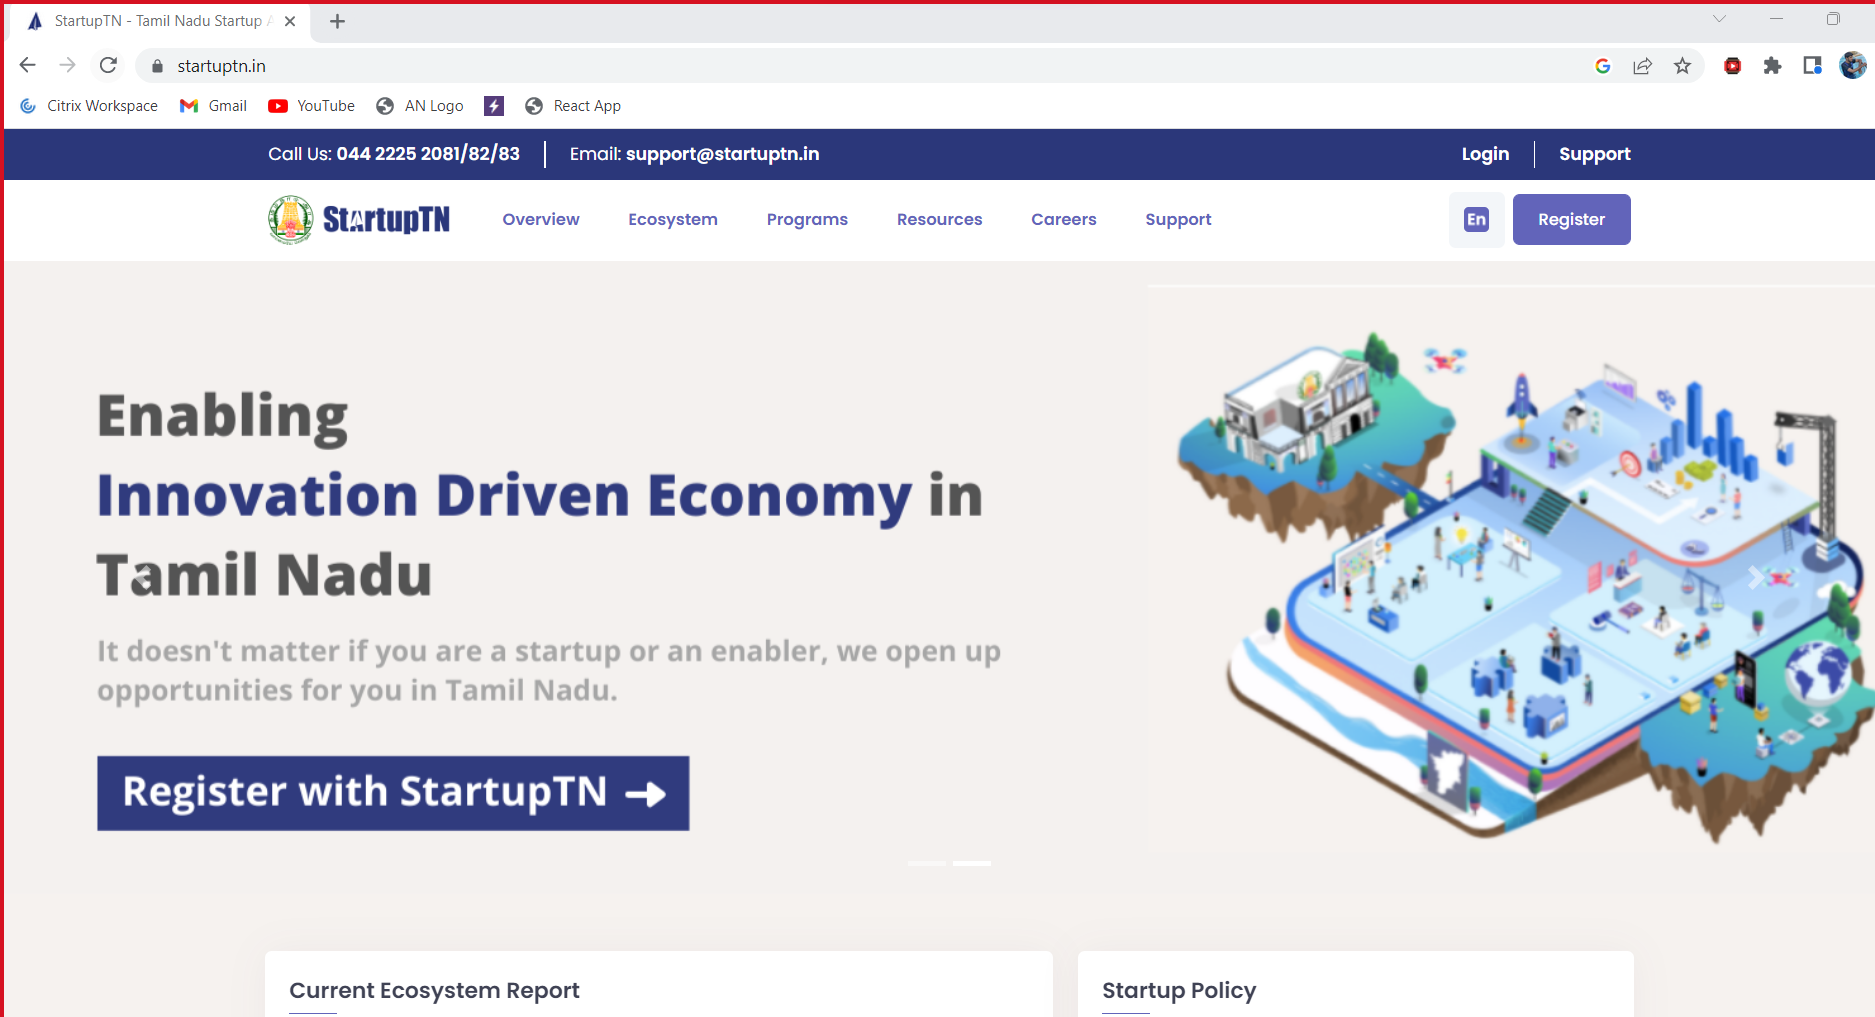 StartupTN - Tamil Nadu Startup
startuptn.in
Citrix Workspace Gmail YouTube AN Logo React App
Call Us: 044 2225 2081/82/83 Email: support@startuptn.in Login Support
StartupTN Overview Ecosystem Programs Resources Careers Support En Register
Enabling
Innovation Driven Economy in
Tamil Nadu
It doesn't matter if you are a startup or an enabler, we open up
opportunities for you in Tamil Nadu.
Register with StartupTN
Current Ecosystem Report Startup Policy